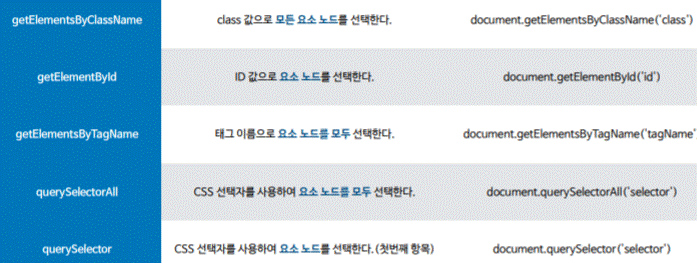 getElementsByClassName class 값으로 모든 요소 노드를 선택한다. document.getElementsByClassName('class')
getElementById ID 값으로 요소 노드를 선택한다. document.getElementById('id')
getElementsByTagName 태그 이름으로 요소 노드를 모두 선택한다. document.getElementsByTagName('tagName'
querySelectorAll CSS 선택자를 사용하여 요소 노드를 모두 선택한다. document.querySelectorAll('selector')
querySelector CSS 선택자를 사용하여 요소 노드를 선택한다.(첫번째 항목) document.querySelector('selector')